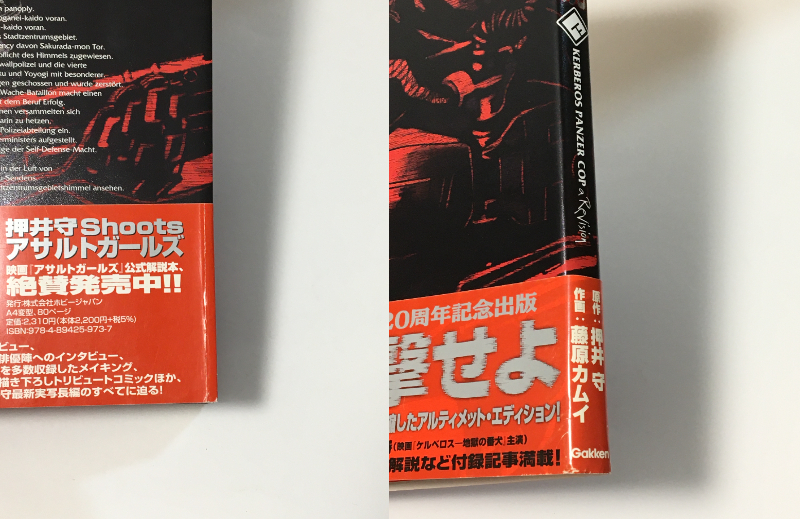 n panoply.
oganei-kaido voran.
-kaido voran.
s Stadtzentrumsgebiet.
ency davon Sakurada-mon Tor.
oflicht des Himmels zugewiesen.
wallpolizei und die vierte
ku und Yoyogi mit besonderer.
gen geschossen und wurde zerstört.
Wache-Bataillon macht einen
t dem Beruf Erfolg.
hen versammelten sich
arin zu hetzen,
Polizeiabteilung ein.
erministers aufgestellt.
ge der Self-Defense-Macht.
in der Luft von
u-Sendens.
dtzentrumsgebietshimmel ansehen.
押井守Shoots
アサルトガールズ
映画『アサルトガールズ』公式解説本、
絶賛発売中!!
発行:株式会社ホビージャパン
A4変型、80ページ
定価:2,310円(本体2,200円+税5%)
ISBN:978-4-89425-973-7
ビュー、
俳優陣へのインタビュー、
を多数収録したメイキング、
描き下ろしトリビュートコミックほか、
守最新実写長編のすべてに迫る!
KERBEROS PANZER COP a ReVision
20周年記念出版
撃せよ
したアルティメット・エディション!
(映画『ケルベロス―地獄の番犬』主演)
解説など付録記事満載!
原作:押井 守
作画:藤原カムイ
Gakken